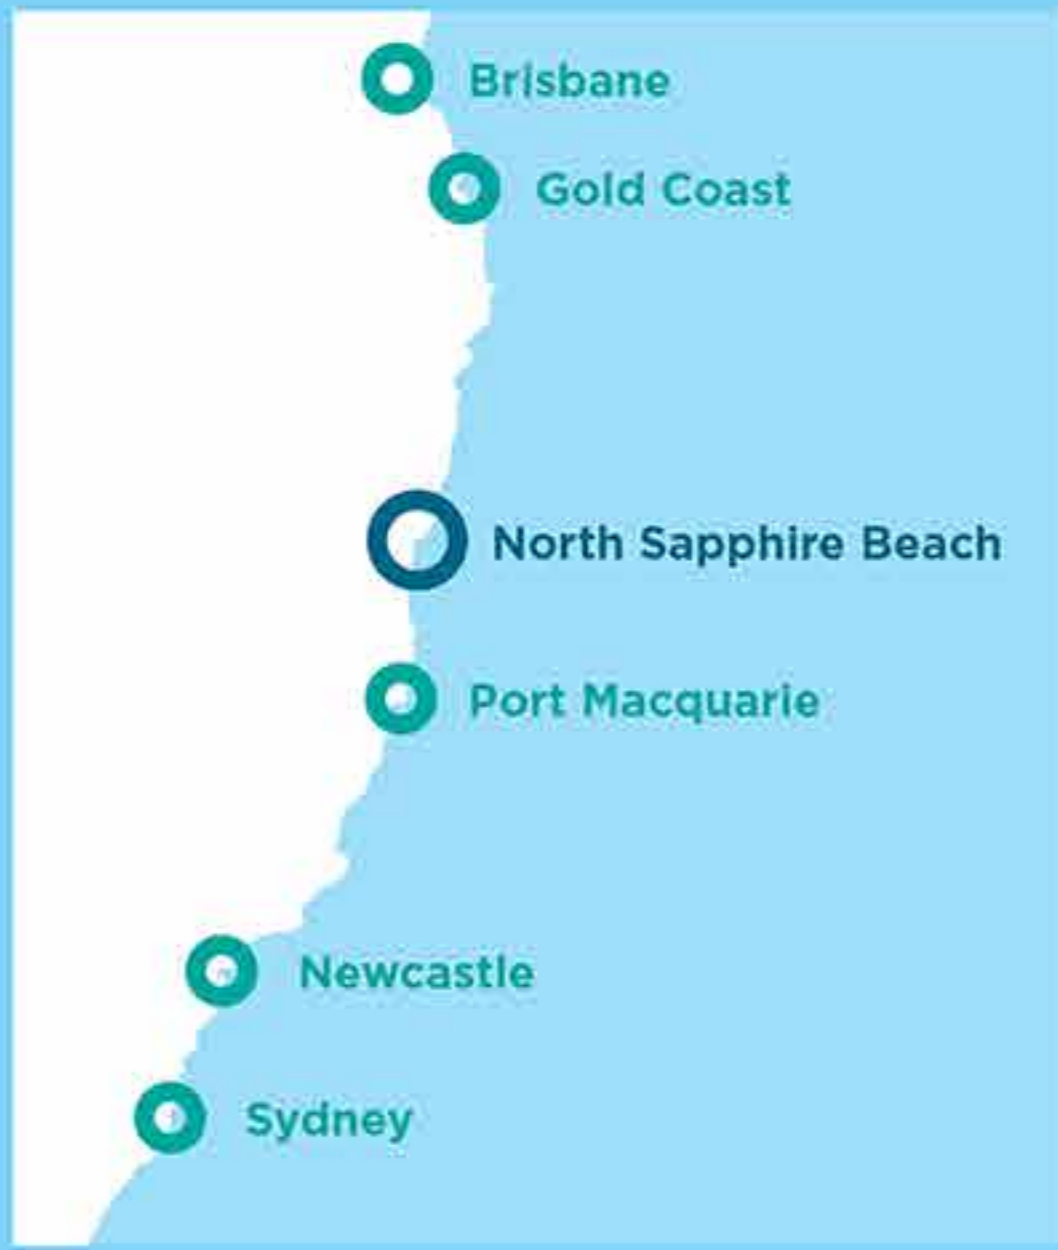 Brisbane
Gold Coast
North Sapphire Beach
Port Macquarie
Newcastle
Sydney